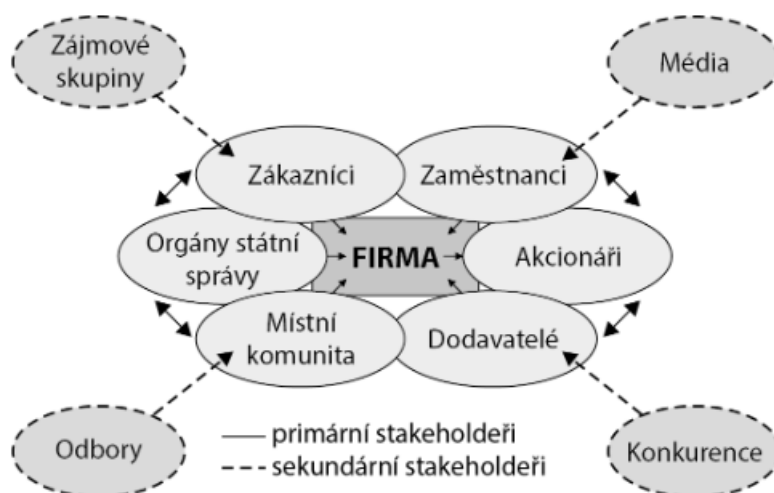 Zájmové
skupiny
Média
Zákazníci
Zaměstnanci
Orgány státní
správy
FIRMA
Akcionáři
Místní
komunita
Dodavatelé
Odbory
primární stakeholdeři
sekundární stakeholdeři
Konkurence